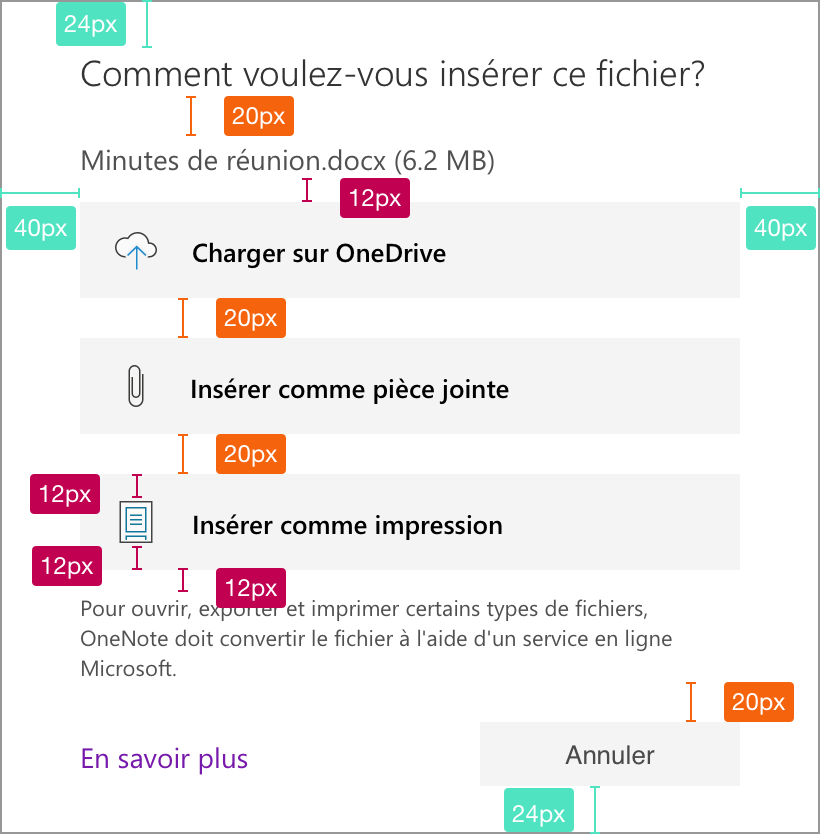 24px
Comment voulez-vous insérer ce fichier?
20px
Minutes de réunion.docx (6.2 MB)
12px
40px
40px
Charger sur OneDrive
20px
Insérer comme pièce jointe
20px
12px
Insérer comme impression
12px
12px
Pour ouvrir, exporter et imprimer certains types de fichiers,
OneNote doit convertir le fichier à l'aide d'un service en ligne
Microsoft.
20px
En savoir plus
Annuler
24px